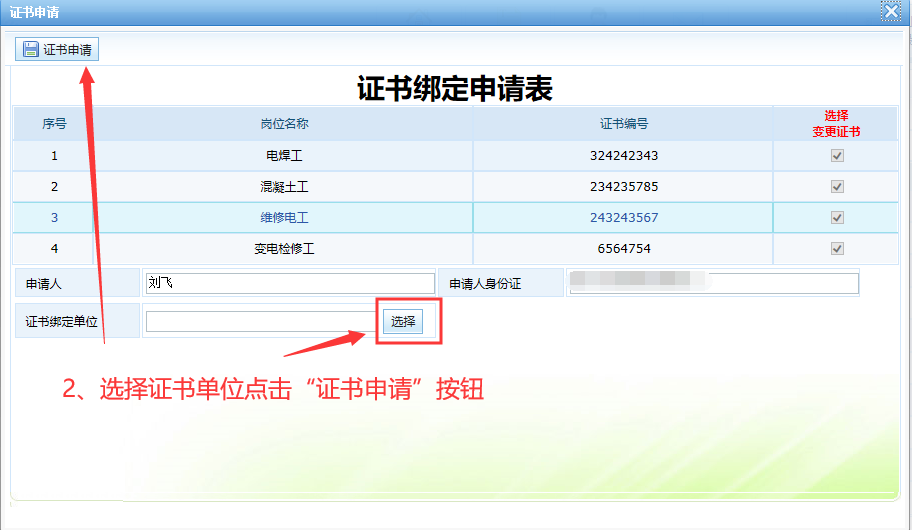 证书申请
证书申请
证书绑定申请表
序号 岗位名称 证书编号 选择
变更证书
1 电焊工 324242343
2 混凝土工 234235785
3 维修电工 243243567
4 变电检修工 6564754
申请人 刘飞 申请人身份证
证书绑定单位 选择
2、选择证书单位点击“证书申请”按钮